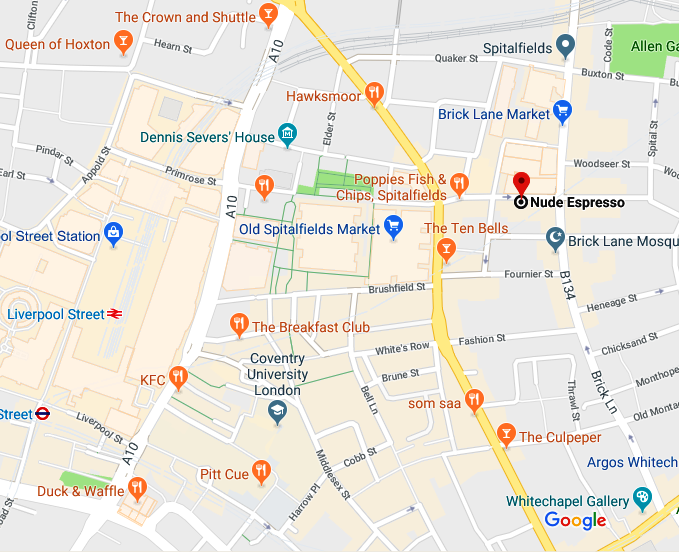 Clifton
The Crown and Shuttle
Queen of Hoxton
Hearn St
A10
Quaker St
Spitalfields
Code St
Allen Ga
Buxton St
Hawksmoor
Elder St
Brick Lane Market
Dennis Severs' House
Spital St
Pindar St
Appold St
Earl St
Primrose St
Woodseer St
Poppies Fish &
Chips, Spitalfields
Nude Espresso
A10
Old Spitalfields Market
The Ten Bells
ol Street Station
Brick Lane Mosqu
Fournier St
B134
Brushfield St
Heneage St
Liverpool Street
The Breakfast Club
Fashion St
Chicksand St
White's Row
Coventry
University
London
KFC
Brune St
Monthope
Bell Ln
Thrawl St
Brick Ln
som saa
Old Montag
Street
Liverpool St
A10
The Culpeper
Cobb St
Middlesex St
Argos Whitech
Pitt Cue
Duck & Waffle
Harrow Pl
Whitechapel Gallery
Google
oad St